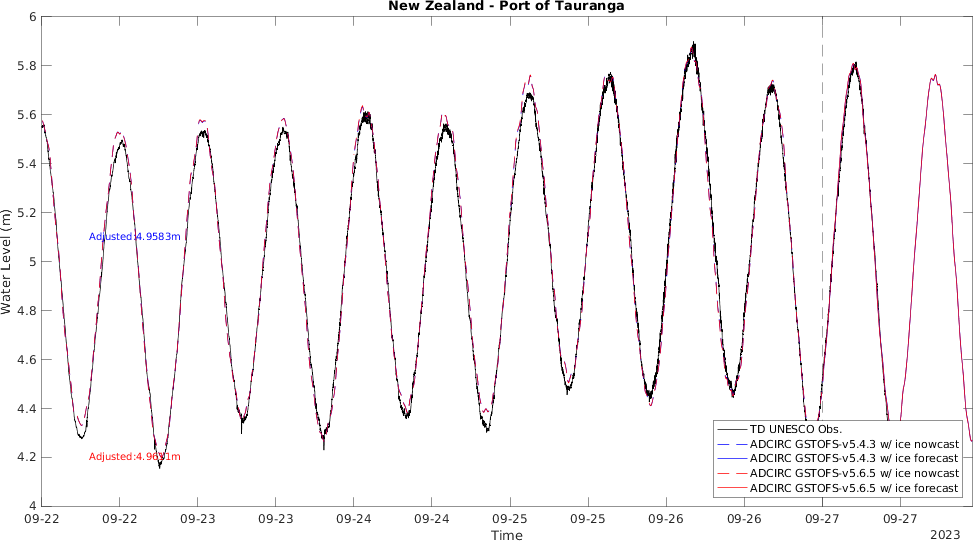 New Zealand - Port of Tauranga
6
5.8
5.6
5.4
5.2
5
4.8
4.6
4.4
4.2
4
Water Level (m)
Adjusted:4.9583m
TD UNESCO Obs.
ADCIRC GSTOFS-v5.4.3 w/ ice nowcast
ADCIRC GSTOFS-v5.4.3 w/ ice forecast
ADCIRC GSTOFS-v5.6.5 w/ ice nowcast
ADCIRC GSTOFS-v5.6.5 w/ ice forecast
09-22 09-22 09-23 09-23 09-24 09-24 09-25 09-25 09-26 09-26 09-27 09-27
Time
2023